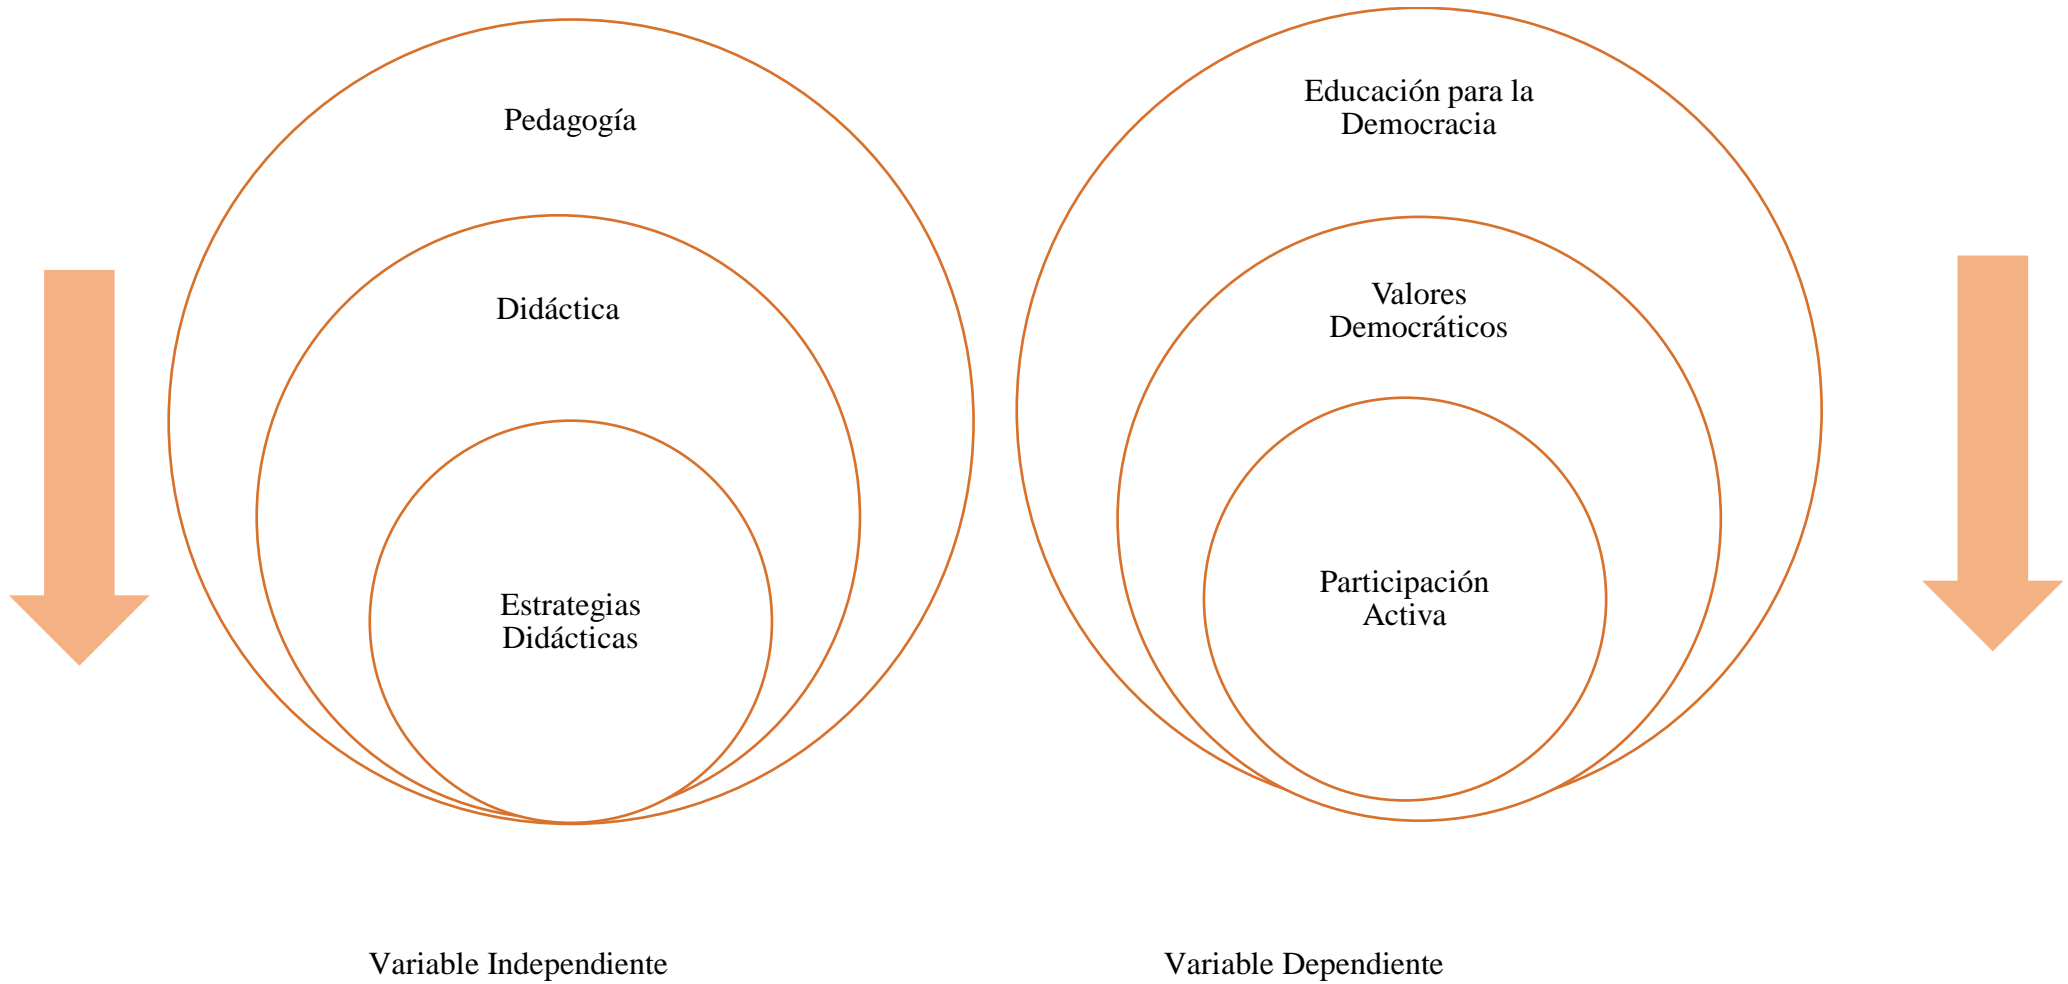 Pedagogía
Didáctica
Estrategias
Didácticas
Variable Independiente
Educación para la
Democracia
Valores
Democráticos
Participación
Activa
Variable Dependiente